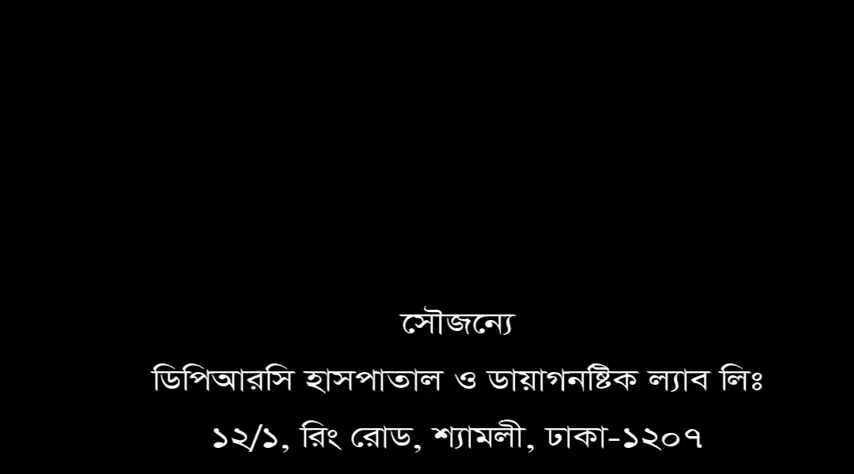 সৌজন্যে
ডিপিআরসি হাসপাতাল ও ডায়াগনষ্টিক ল্যাব লিঃ
১২/১, রিং রোড, শ্যামলী, ঢাকা-১২০৭